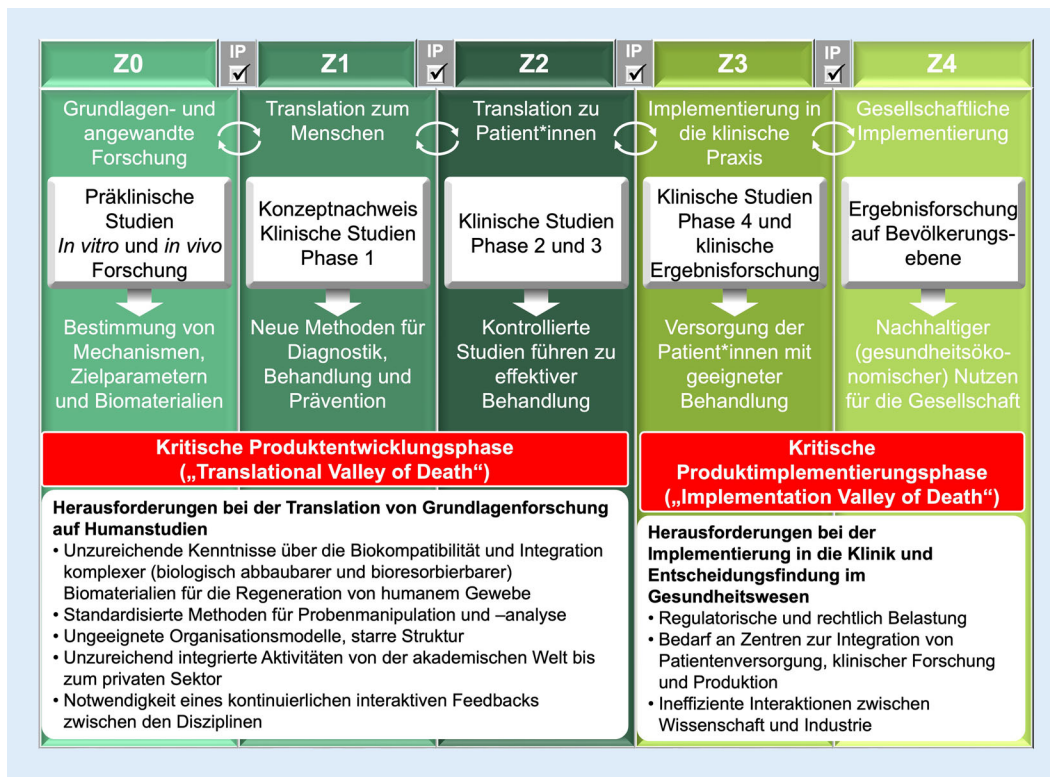 Z0
IP
Z1
IP
Z2
IP
Z3
IP
Z4
Grundlagen- und
angewandte
Forschung
Translation zum
Menschen
Translation zu
Patient*innen
Implementierung in
die klinische
Praxis
Gesellschaftliche
Implementierung
Präklinische
Studien
In vitro und in vivo
Forschung
Konzeptnachweis
Klinische Studien
Phase 1
Klinische Studien
Phase 2 und 3
Klinische Studien
Phase 4 und
klinische
Ergebnisforschung
Ergebnisforschung
auf Bevölkerungs-
ebene
Bestimmung von
Mechanismen,
Zielparametern
und Biomaterialien
Neue Methoden für
Diagnostik,
Behandlung und
Prävention
Kontrollierte
Studien führen zu
effektiver
Behandlung
Versorgung der
Patient*innen mit
geeigneter
Behandlung
Nachhaltiger
(gesundheitsöko-
nomischer) Nutzen
für die Gesellschaft
Kritische Produktentwicklungsphase
(„Translational Valley of Death“)
Herausforderungen bei der Translation von Grundlagenforschung
auf Humanstudien
• Unzureichende Kenntnisse über die Biokompatibilität und Integration
komplexer (biologisch abbaubarer und bioresorbierbarer)
Biomaterialien für die Regeneration von humanem Gewebe
• Standardisierte Methoden für Probenmanipulation und –analyse
• Ungeeignete Organisationsmodelle, starre Struktur
• Unzureichend integrierte Aktivitäten von der akademischen Welt bis
zum privaten Sektor
• Notwendigkeit eines kontinuierlichen interaktiven Feedbacks
zwischen den Disziplinen
Kritische
Produktimplementierungsphase
(„Implementation Valley of Death“)
Herausforderungen bei der
Implementierung in die Klinik und
Entscheidungsfindung im
Gesundheitswesen
• Regulatorische und rechtlich Belastung
• Bedarf an Zentren zur Integration von
Patientenversorgung, klinischer Forschung
und Produktion
• Ineffiziente Interaktionen zwischen
Wissenschaft und Industrie